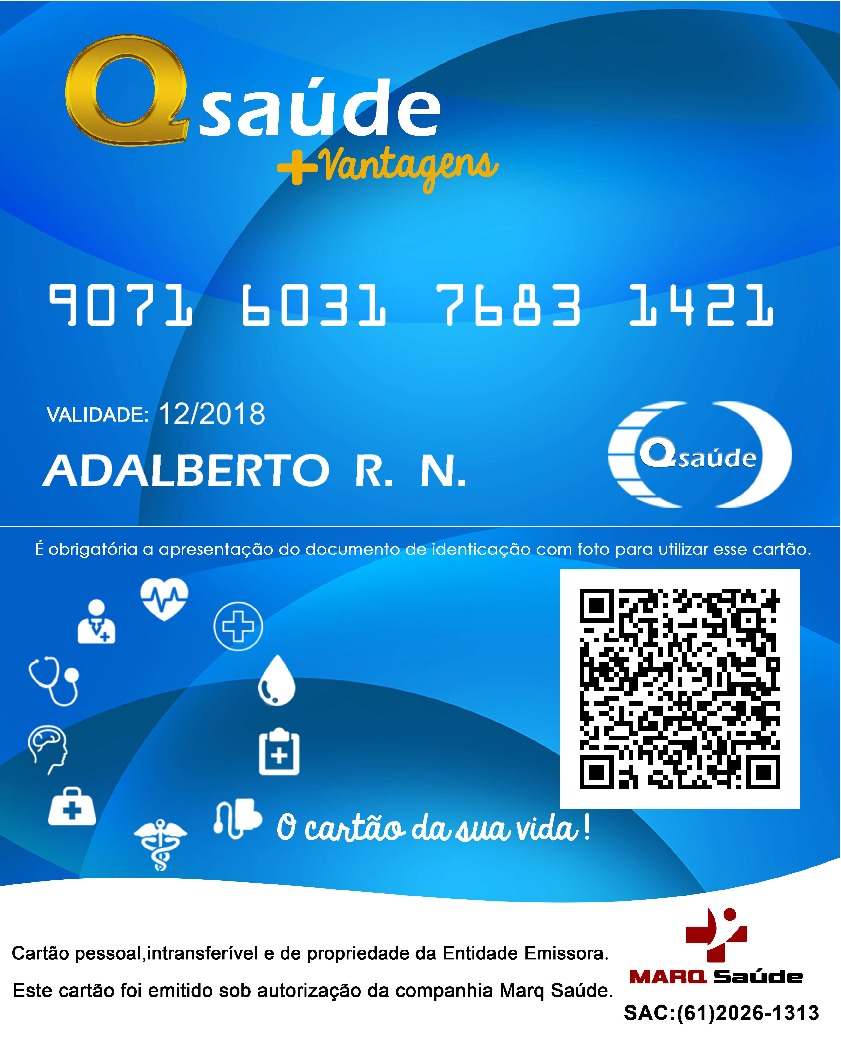 Qsaúde
+Vantagens
9071 6031 7683 1421
VALIDADE: 12/2018
ADALBERTO R. N.
Qsaúde
É obrigatória a apresentação do documento de identicação com foto para utilizar esse cartão.
O cartão da sua vida!
Cartão pessoal,intransferível e de propriedade da Entidade Emissora.
Este cartão foi emitido sob autorização da companhia Marq Saúde.
MARQ Saúde
SAC:(61)2026-1313